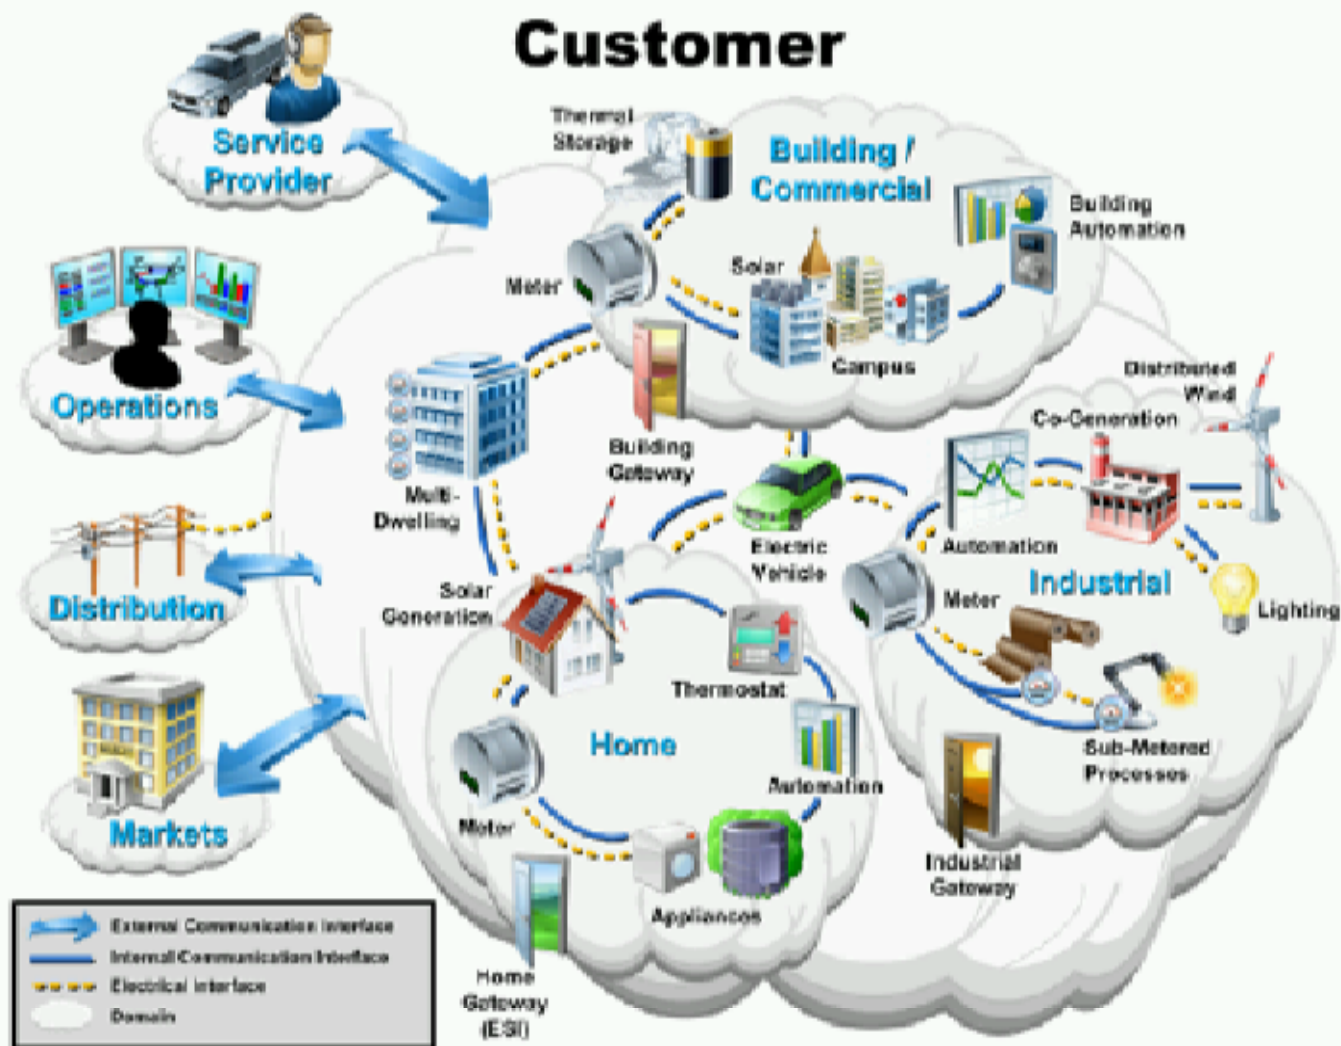 Customer
Service
Provider
Thermal
Storage
Building /
Commercial
Building
Automation
Meter
Solar
Campus
Operations
Multi-
Dwelling
Building
Gateway
Distributed
Wind
Co-Generation
Electric
Vehicle
Automation
Industrial
Meter
Lighting
Distribution
Solar
Generation
Thermostat
Sub-Metered
Processes
Home
Automation
Markets
Meter
Appliances
Industrial
Gateway
Home
Gateway
(ESI)
External Communication Interface
Internal Communication Interface
Electrical Interface
Domain